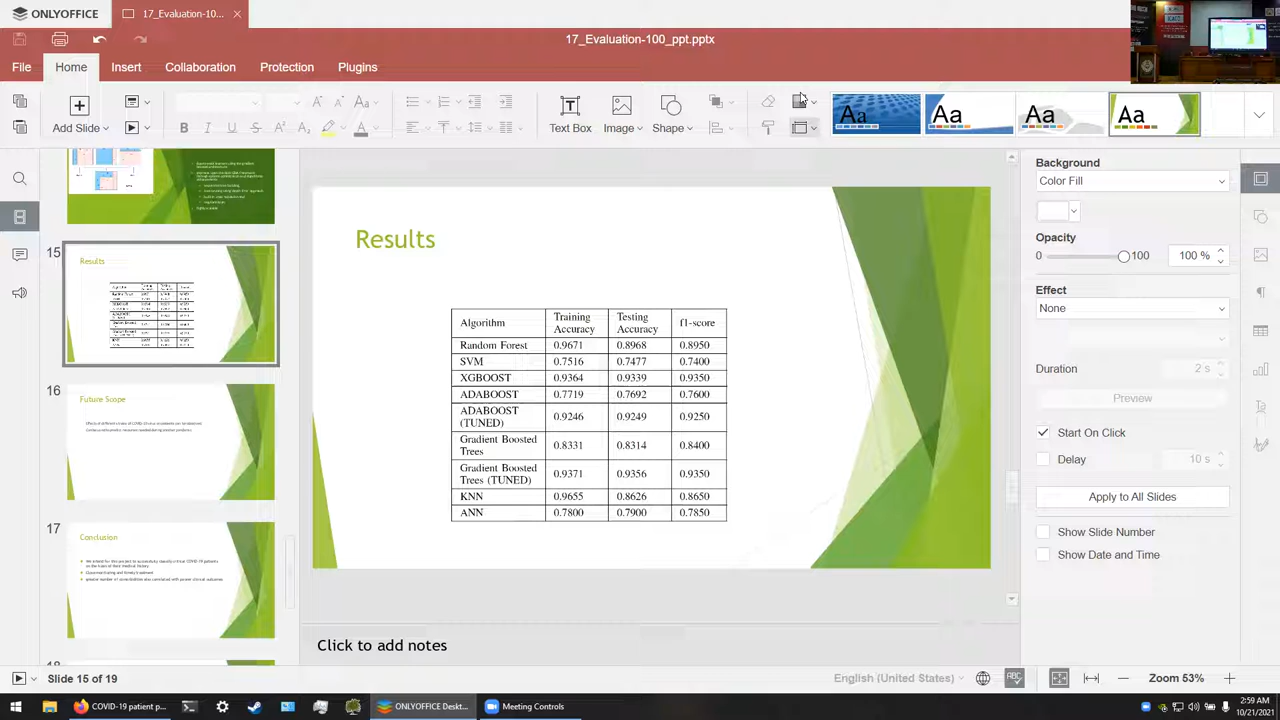 ONLYOFFICE
17_Evaluation-10...
17_Evaluation-100_ppt.pptx
File Home Insert Collaboration Protection Plugins
Add Slide
Text Box
Image
Shape
Aa Aa Aa Aa
15
Results
16
Future Scope
17
Conclusion
Results
Algorithm Training Accuracy Testing Accuracy f1-score
Random Forest 0.9671 0.8968 0.8950
SVM 0.7516 0.7477 0.7400
XGBOOST 0.9364 0.9339 0.9350
ADABOOST 0.7719 0.7692 0.7600
ADABOOST (TUNED) 0.9246 0.9249 0.9250
Gradient Boosted Trees 0.8331 0.8314 0.8400
Gradient Boosted Trees (TUNED) 0.9371 0.9356 0.9350
KNN 0.9655 0.8626 0.8650
ANN 0.7800 0.7900 0.7850
Click to add notes
Background
Color Fill
Opacity
0 100 100 %
Effect
None
Duration 2 s
Preview
Start On Click
Delay 10 s
Apply to All Slides
Show Slide Number
Show Date and Time
Slide 15 of 19
English (United States)
Zoom 53%
COVID-19 patient p...
ONLYOFFICE Deskt...
Meeting Controls
2:59 AM
10/21/2021